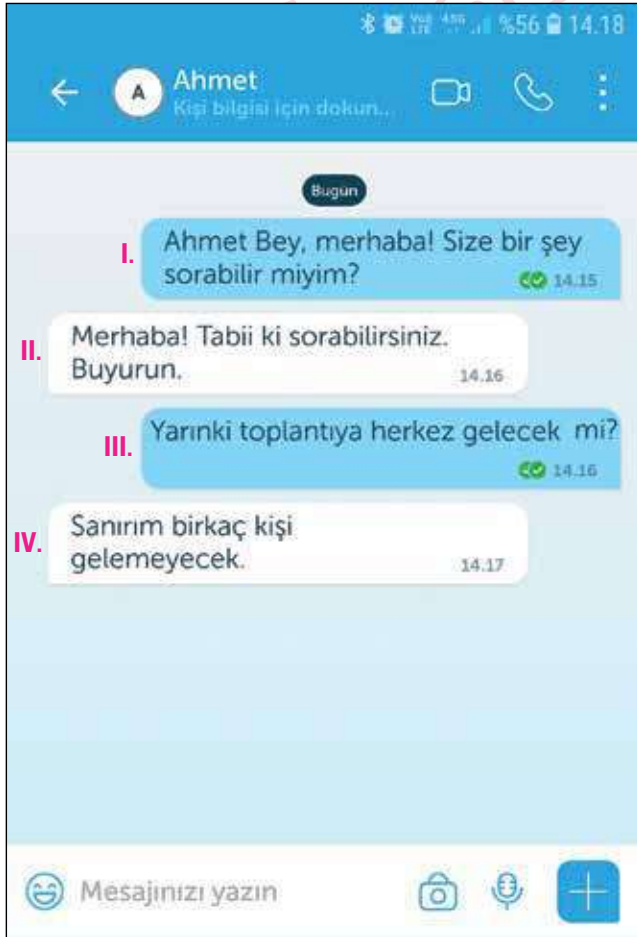 %56 14.18
Ahmet
A
Kişi bilgisi için dokun...
Bugün
I.
Ahmet Bey, merhaba! Size bir şey
sorabilir miyim?
14.15
II.
Merhaba! Tabii ki sorabilirsiniz.
Buyurun.
14.16
III.
Yarınki toplantıya herkez gelecek mi?
14.16
IV.
Sanırım birkaç kişi
gelemeyecek.
14.17
Mesajınızı yazın